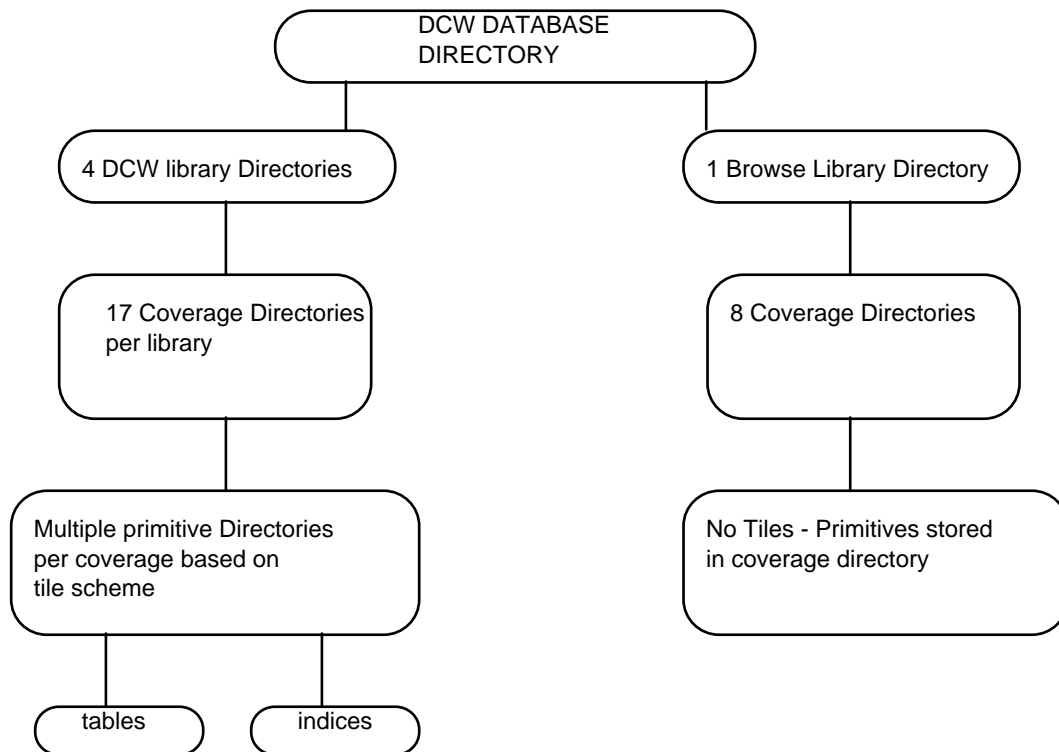 DCW DATABASE
DIRECTORY
4 DCW library Directories
1 Browse Library Directory
17 Coverage Directories
per library
8 Coverage Directories
Multiple primitive Directories
per coverage based on
tile scheme
No Tiles - Primitives stored
in coverage directory
tables
indices